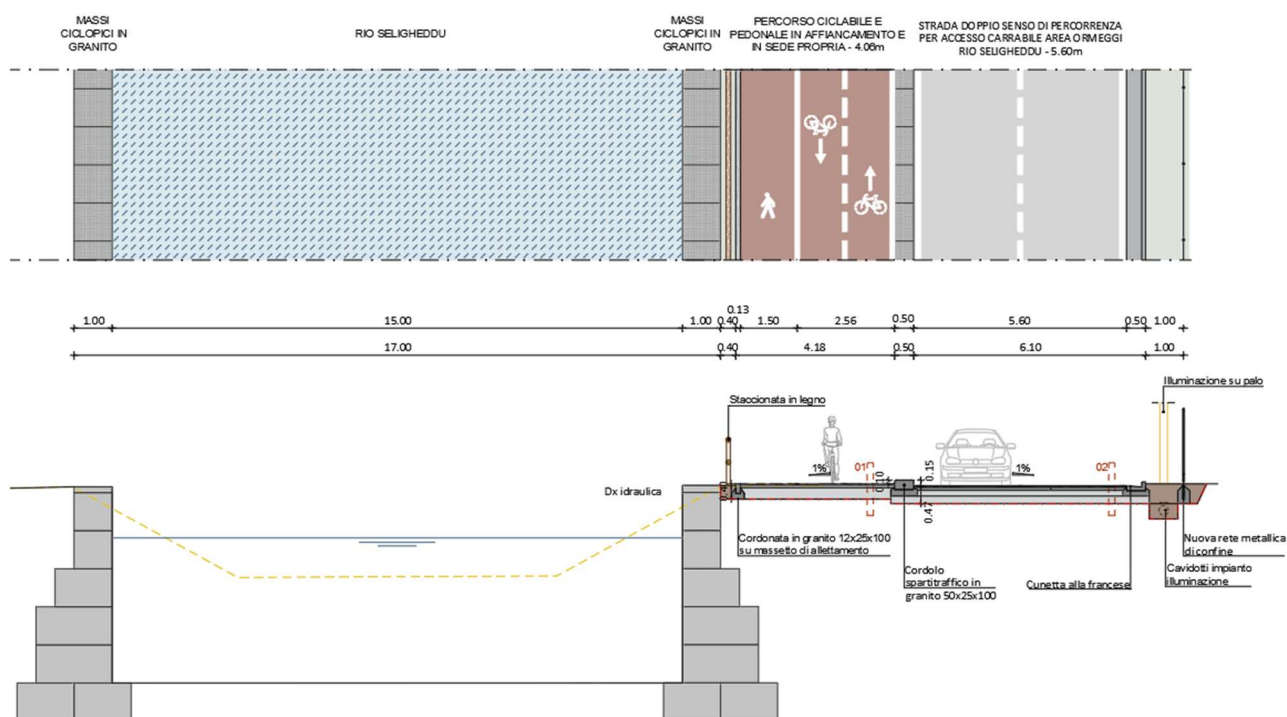 MASSI
CICLOPICI IN
GRANITO
RIO SELIGHEDDU
MASSI
CICLOPICI IN
GRANITO
PERCORSO CICLABILE E
PEDONALE IN AFFIANCAMENTO E
IN SEDE PROPRIA - 4.06m
STRADA DOPPIO SENSO DI PERCORRENZA
PER ACCESSO CARRABILE AREA ORMEGGI
RIO SELIGHEDDU - 5.60m
0.13
1.00 15.00 1.00 0.40 1.50 2.56 0.50 5.60 0.50 1.00
17.00 0.40 4.18 0.50 6.10 1.00
Illuminazione su palo
Staccionata in legno
1% 01 0.10 0.15 1% 02
Dx idraulica
0.47
Cordonata in granito 12x25x100
su massetto di allettamento
Cordolo
spartitraffico in
granito 50x25x100
Cunetta alla francese
Nuova rete metallica
di confine
Cavidotti impianto
illuminazione